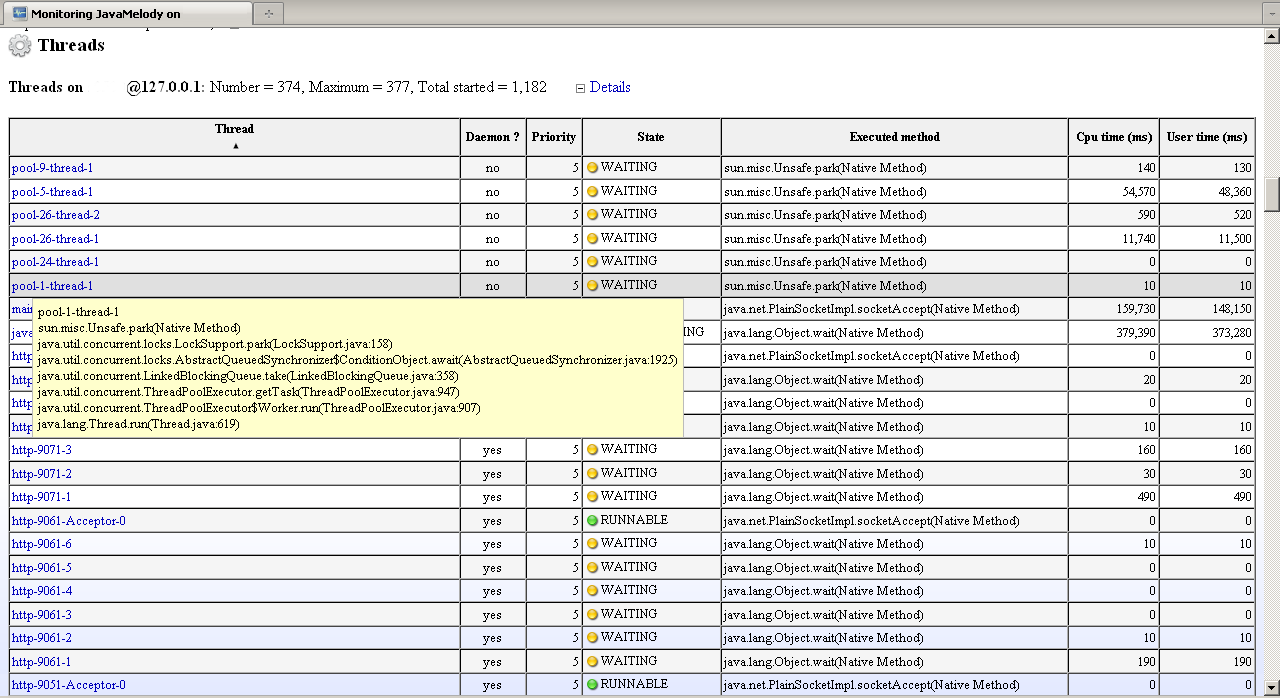 Monitoring JavaMelody on
Threads
Threads on @127.0.0.1: Number = 374, Maximum = 377, Total started = 1,182 Details
Thread Daemon ? Priority State Executed method Cpu time (ms) User time (ms)
pool-9-thread-1 no 5 WAITING sun.misc.Unsafe.park(Native Method) 140 130
pool-5-thread-1 no 5 WAITING sun.misc.Unsafe.park(Native Method) 54,570 48,360
pool-26-thread-2 no 5 WAITING sun.misc.Unsafe.park(Native Method) 590 520
pool-26-thread-1 no 5 WAITING sun.misc.Unsafe.park(Native Method) 11,740 11,500
pool-24-thread-1 no 5 WAITING sun.misc.Unsafe.park(Native Method) 0 0
pool-1-thread-1 no 5 WAITING sun.misc.Unsafe.park(Native Method) 10 10
java.net.PlainSocketImpl.socketAccept(Native Method) 159,730 148,150
java ING java.lang.Object.wait(Native Method) 379,390 373,280
http java.net.PlainSocketImpl.socketAccept(Native Method) 0 0
http java.lang.Object.wait(Native Method) 20 20
http java.lang.Object.wait(Native Method) 0 0
http java.lang.Object.wait(Native Method) 10 10
pool-1-thread-1
sun.misc.Unsafe.park(Native Method)
java.util.concurrent.locks.LockSupport.park(LockSupport.java:158)
java.util.concurrent.locks.AbstractQueuedSynchronizer$ConditionObject.await(AbstractQueuedSynchronizer.java:1925)
java.util.concurrent.LinkedBlockingQueue.take(LinkedBlockingQueue.java:358)
java.util.concurrent.ThreadPoolExecutor.getTask(ThreadPoolExecutor.java:947)
java.util.concurrent.ThreadPoolExecutor$Worker.run(ThreadPoolExecutor.java:907)
java.lang.Thread.run(Thread.java:619)
http-9071-3 yes 5 WAITING java.lang.Object.wait(Native Method) 160 160
http-9071-2 yes 5 WAITING java.lang.Object.wait(Native Method) 30 30
http-9071-1 yes 5 WAITING java.lang.Object.wait(Native Method) 490 490
http-9061-Acceptor-0 yes 5 RUNNABLE java.net.PlainSocketImpl.socketAccept(Native Method) 0 0
http-9061-6 yes 5 WAITING java.lang.Object.wait(Native Method) 10 10
http-9061-5 yes 5 WAITING java.lang.Object.wait(Native Method) 0 0
http-9061-4 yes 5 WAITING java.lang.Object.wait(Native Method) 0 0
http-9061-3 yes 5 WAITING java.lang.Object.wait(Native Method) 0 0
http-9061-2 yes 5 WAITING java.lang.Object.wait(Native Method) 10 10
http-9061-1 yes 5 WAITING java.lang.Object.wait(Native Method) 190 190
http-9051-Acceptor-0 yes 5 RUNNABLE java.net.PlainSocketImpl.socketAccept(Native Method) 0 0